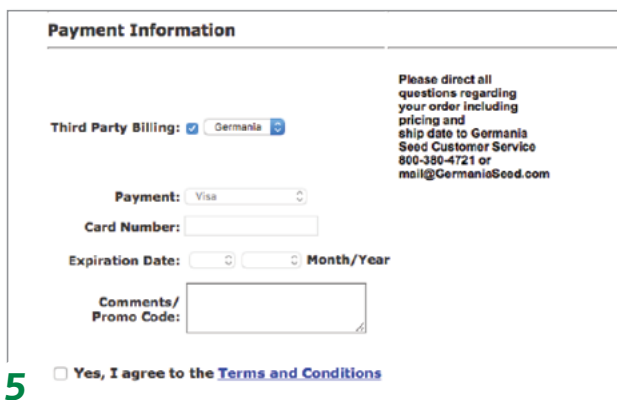 Payment Information
Please direct all
questions regarding
your order including
pricing and
ship date to Germania
Seed Customer Service
800-380-4721 or
mail@GermaniaSeed.com
Third Party Billing: Germania
Payment: Visa
Card Number:
Expiration Date: Month/Year
Comments/
Promo Code:
5
Yes, I agree to the Terms and Conditions